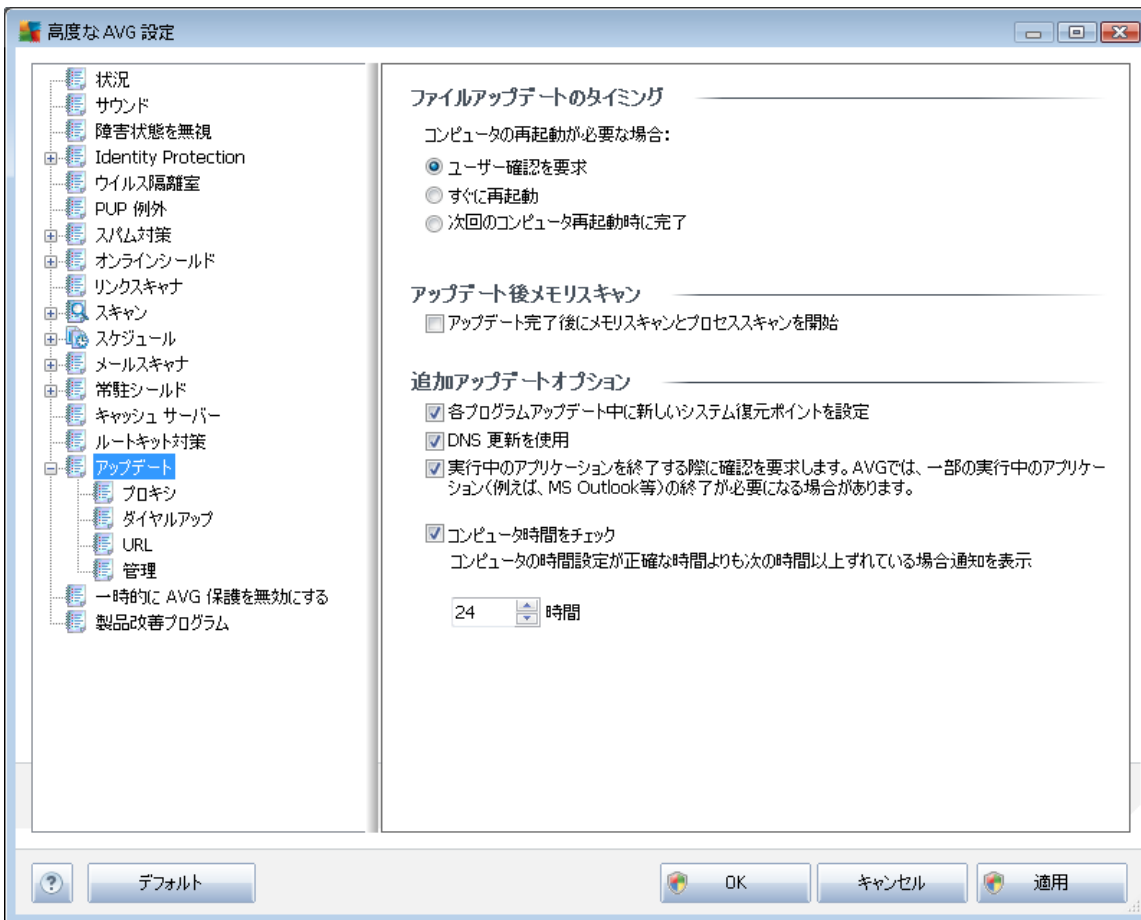 高度な AVG 設定
状況
サウンド
障害状態を無視
Identity Protection
ウイルス隔離室
PUP 例外
スパム対策
オンラインシールド
リンクスキャナ
スキャン
スケジュール
メールスキャナ
常駐シールド
キャッシュ サーバー
ルートキット対策
アップデート
プロキシ
ダイヤルアップ
URL
管理
一時的に AVG 保護を無効にする
製品改善プログラム
ファイルアップデートのタイミング
コンピュータの再起動が必要な場合:
ユーザー確認を要求
すぐに再起動
次回のコンピュータ再起動時に完了
アップデート後メモリスキャン
アップデート完了後にメモリスキャンとプロセススキャンを開始
追加アップデートオプション
各プログラムアップデート中に新しいシステム復元ポイントを設定
DNS 更新を使用
実行中のアプリケーションを終了する際に確認を要求します。AVGでは、一部の実行中のアプリケー
ション(例えば、MS Outlook等)の終了が必要になる場合があります。
コンピュータ時間をチェック
コンピュータの時間設定が正確な時間よりも次の時間以上ずれている場合通知を表示
24 時間
? デフォルト OK キャンセル 適用